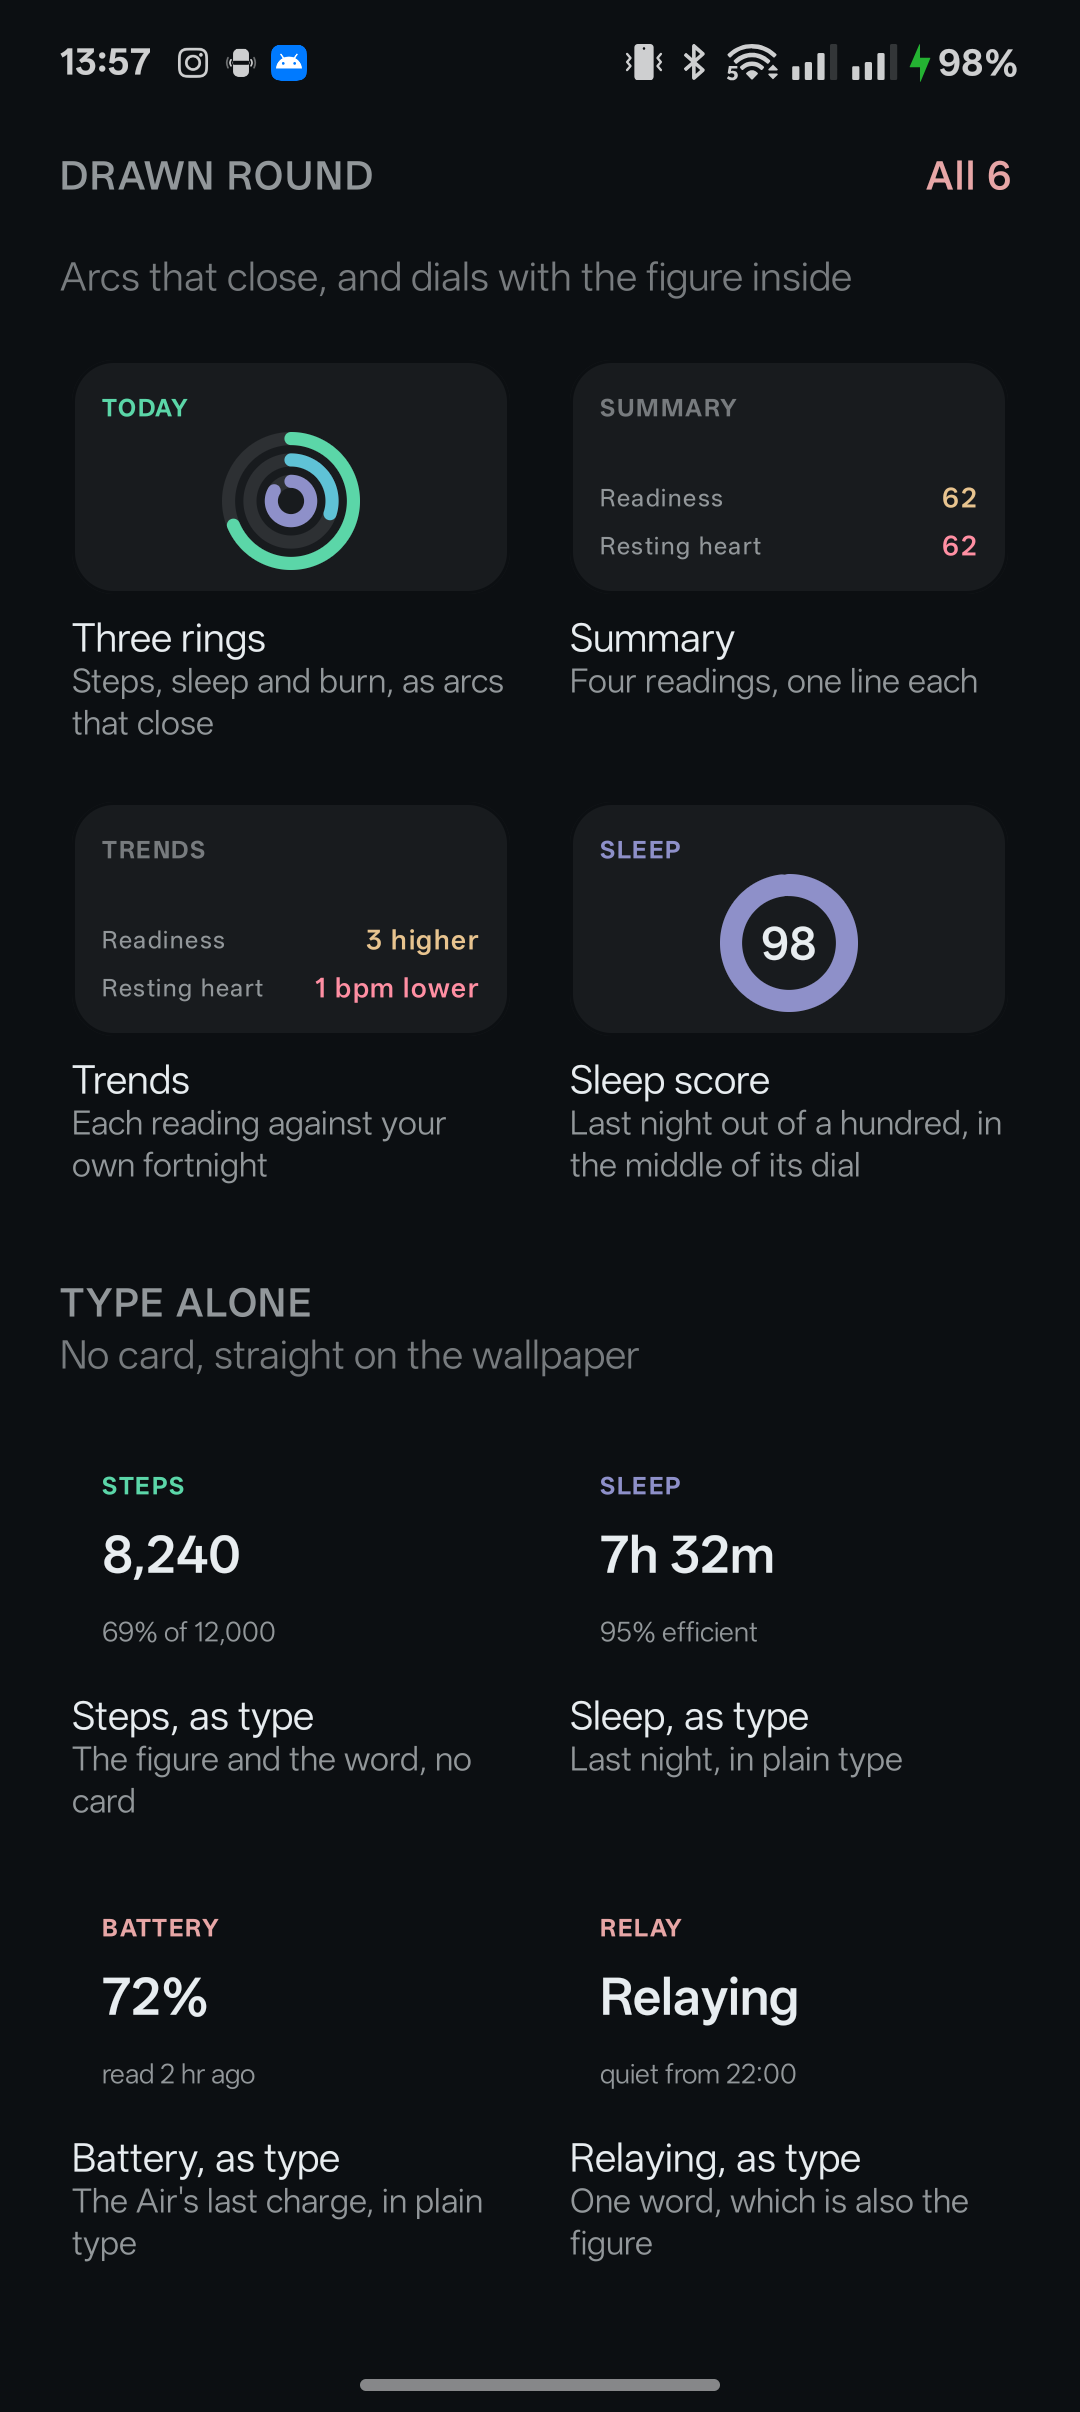 13:57
98%
DRAWN ROUND
All 6
Arcs that close, and dials with the figure inside
TODAY
SUMMARY
Readiness 62
Resting heart 62
Three rings
Steps, sleep and burn, as arcs
that close
Summary
Four readings, one line each
TRENDS
Readiness 3 higher
Resting heart 1 bpm lower
SLEEP
98
Trends
Each reading against your
own fortnight
Sleep score
Last night out of a hundred, in
the middle of its dial
TYPE ALONE
No card, straight on the wallpaper
STEPS
8,240
69% of 12,000
SLEEP
7h 32m
95% efficient
Steps, as type
The figure and the word, no
card
Sleep, as type
Last night, in plain type
BATTERY
72%
read 2 hr ago
RELAY
Relaying
quiet from 22:00
Battery, as type
The Air's last charge, in plain
type
Relaying, as type
One word, which is also the
figure